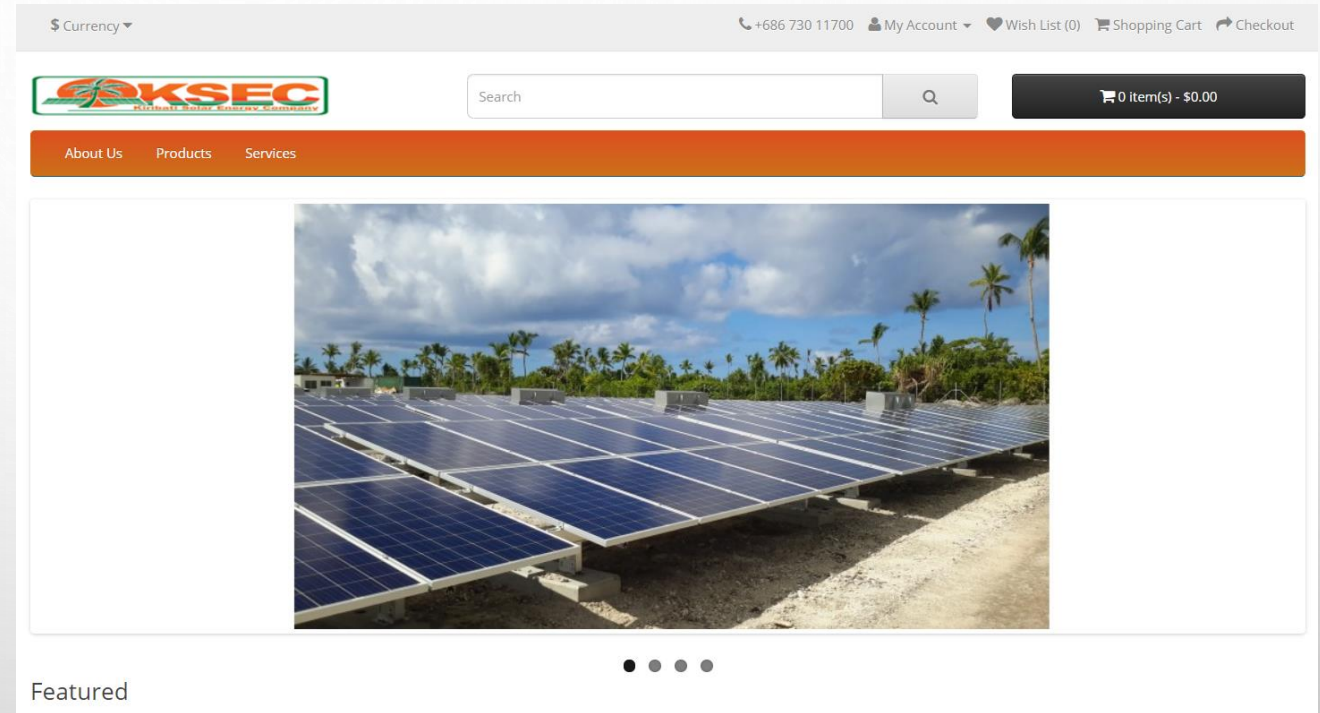 $ Currency
+686 730 11700 My Account Wish List (0) Shopping Cart Checkout
KSEC
Kiribati Solar Energy Company
Search
0 item(s) - $0.00
About Us Products Services
Featured